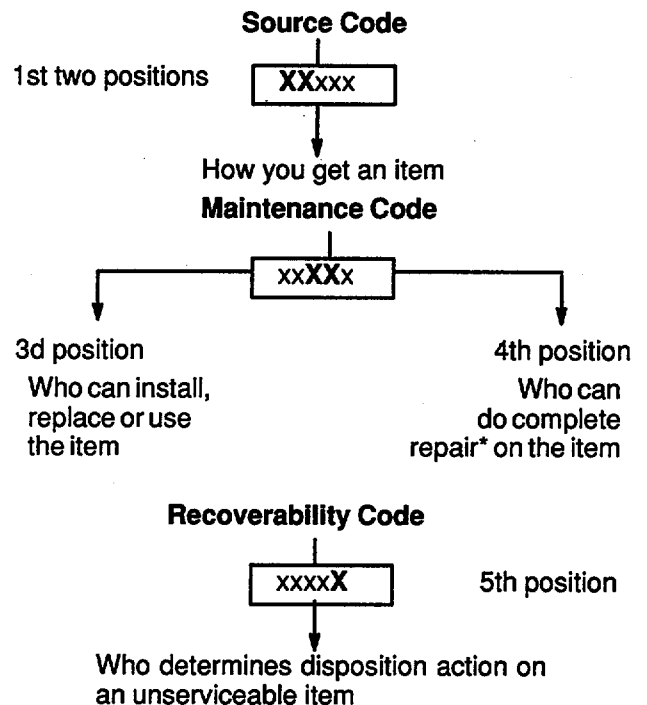 Source Code
1st two positions
XXxxx
How you get an item
Maintenance Code
xxXXx
3d position
Who can install,
replace or use
the item
4th position
Who can
do complete
repair* on the item
Recoverability Code
xxxxX
5th position
Who determines disposition action on
an unserviceable item